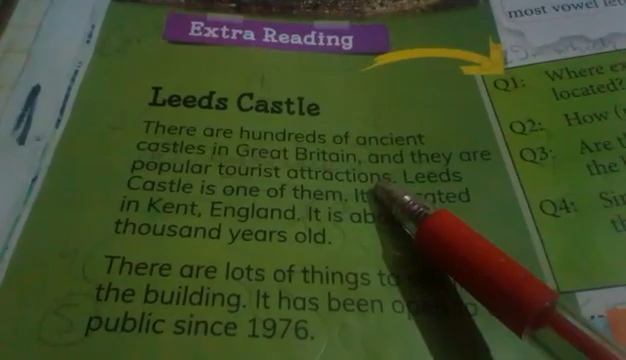 Extra Reading
most vowel
Leeds Castle
There are hundreds of ancient
castles in Great Britain, and they are
popular tourist attractions. Leeds
Castle is one of them. It
in Kent, England. It is
thousand years old.
There are lots of things to
the building. It has been
public since 1976.
Q1: Where
located?
Q2: How
Q3: Are
the
Q4: